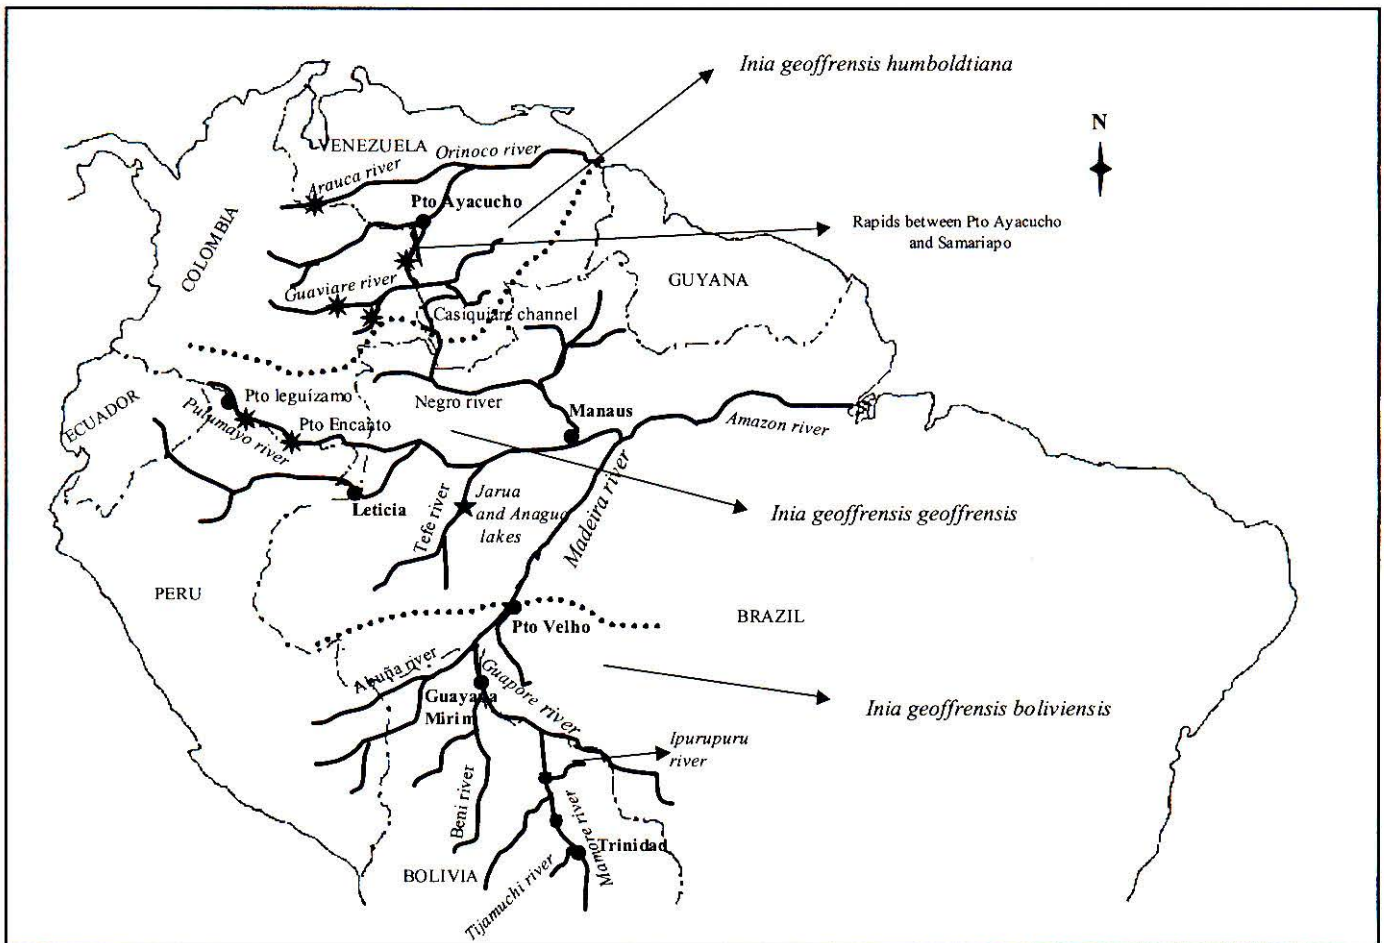 Inia geoffrensis humboldtiana
N
VENEZUELA
Orinoco river
Arauca river
Pto Ayacucho
Rapids between Pto Ayacucho
and Samariapo
COLOMBIA
GUYANA
Guaviare river
Casiquiare channel
ECUADOR
Pto leguízamo
Negro river
Manaus
Pto Encanto
Putumayo river
Amazon river
Leticia
Tefe river
Jarua
and Anagua
lakes
Madeira river
Inia geoffrensis geoffrensis
PERU
BRAZIL
Pto Velho
Abuña river
Guapore river
Guayana
Mirim
Inia geoffrensis boliviensis
Ipurupuru
river
Beni river
Mamore river
Trinidad
BOLIVIA
Tijamuchi river